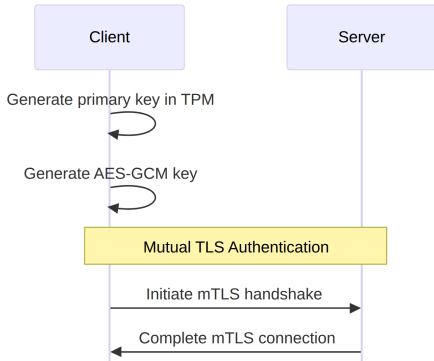 Client
Server
Generate primary key in TPM
Generate AES-GCM key
Mutual TLS Authentication
Initiate mTLS handshake
Complete mTLS connection